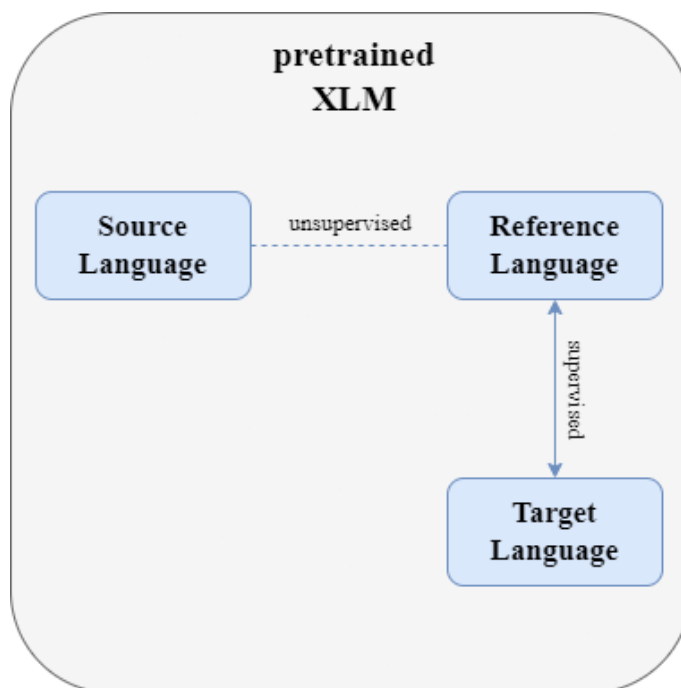 pretrained
XLM
Source
Language
unsupervised
Reference
Language
supervised
Target
Language